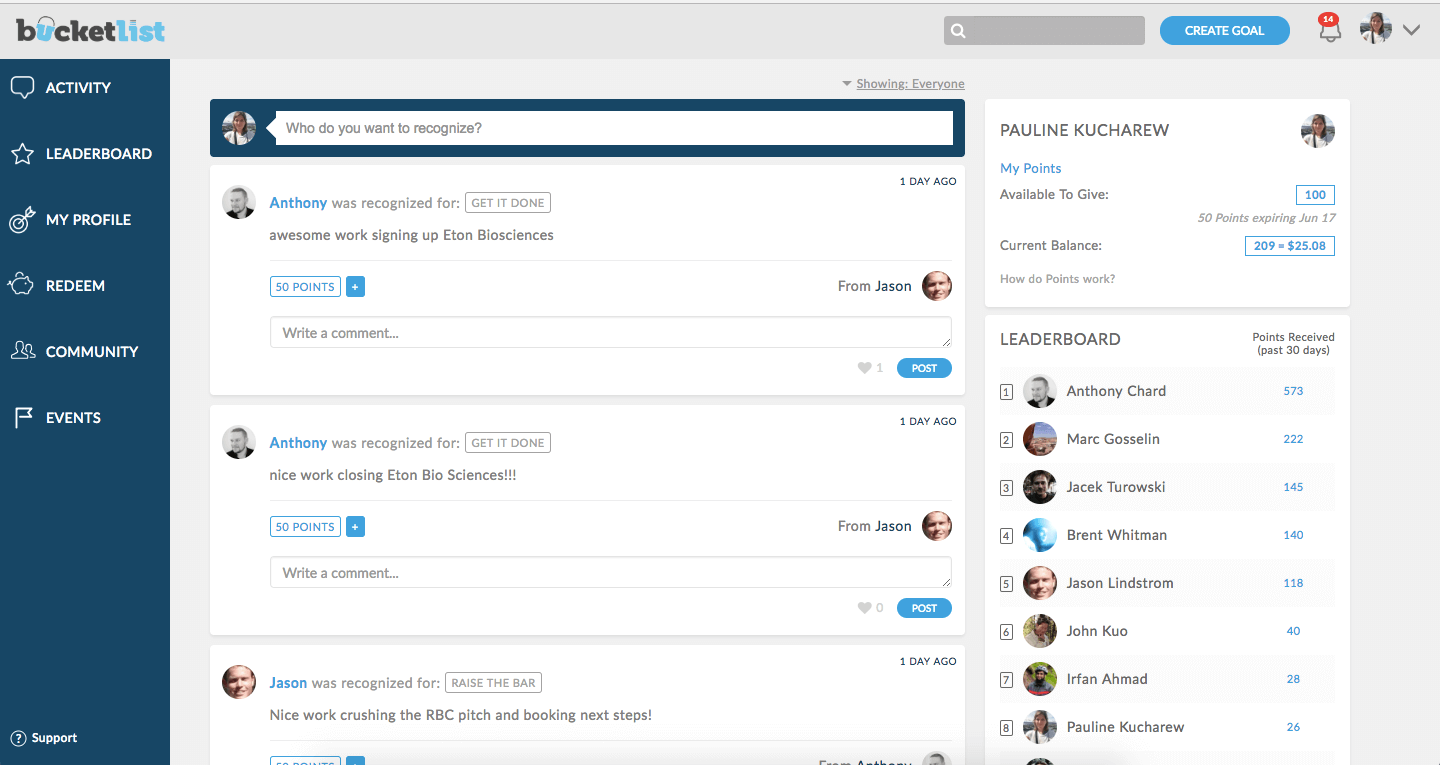 bucketlist
CREATE GOAL
14
ACTIVITY
LEADERBOARD
MY PROFILE
REDEEM
COMMUNITY
EVENTS
Support
Showing: Everyone
Who do you want to recognize?
1 DAY AGO
Anthony was recognized for: GET IT DONE
awesome work signing up Eton Biosciences
50 POINTS +
From Jason
Write a comment...
1 POST
1 DAY AGO
Anthony was recognized for: GET IT DONE
nice work closing Eton Bio Sciences!!!
50 POINTS +
From Jason
Write a comment...
0 POST
1 DAY AGO
Jason was recognized for: RAISE THE BAR
Nice work crushing the RBC pitch and booking next steps!
50 POINTS
From Anthony
PAULINE KUCHAREW
My Points
Available To Give: 100
50 Points expiring Jun 17
Current Balance: 209 = $25.08
How do Points work?
LEADERBOARD
Points Received
(past 30 days)
1 Anthony Chard 573
2 Marc Gosselin 222
3 Jacek Turowski 145
4 Brent Whitman 140
5 Jason Lindstrom 118
6 John Kuo 40
7 Irfan Ahmad 28
8 Pauline Kucharew 26